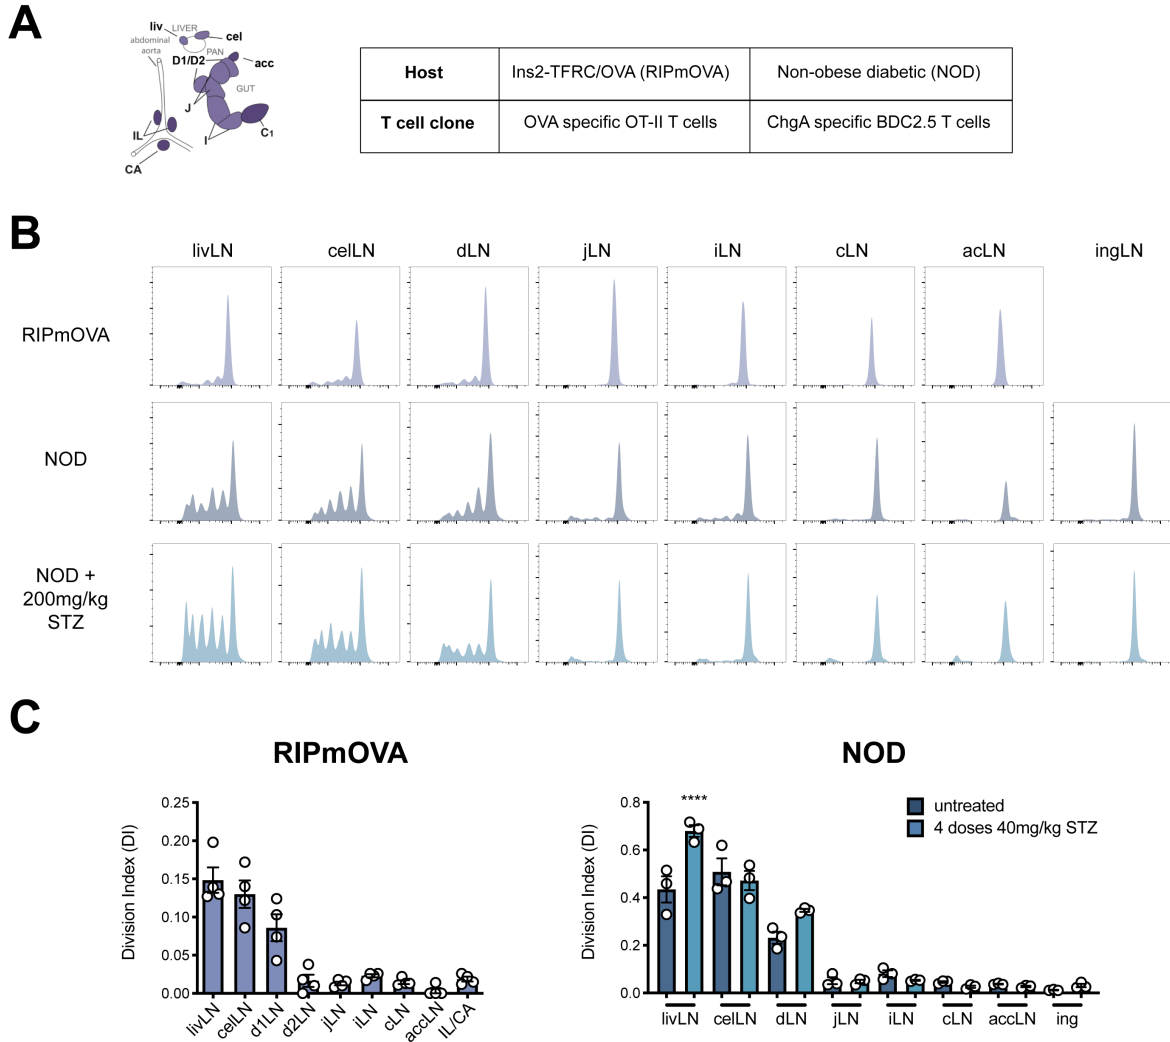 A
liv
LIVER
cel
abdominal
aorta
PAN
D1/D2
acc
GUT
J
IL
I
C1
CA
Host
Ins2-TFRC/OVA (RIPmOVA)
Non-obese diabetic (NOD)
T cell clone
OVA specific OT-II T cells
ChgA specific BDC2.5 T cells
B
livLN
celLN
dLN
jLN
iLN
cLN
acLN
ingLN
RIPmOVA
NOD
NOD +
200mg/kg
STZ
C
RIPmOVA
Division Index (DI)
0.25
0.20
0.15
0.10
0.05
0.00
livLN
celLN
d1LN
d2LN
jLN
iLN
cLN
accLN
IL/CA
NOD
Division Index (DI)
0.8
0.6
0.4
0.2
0.0
****
untreated
4 doses 40mg/kg STZ
livLN
celLN
dLN
jLN
iLN
cLN
accLN
ing